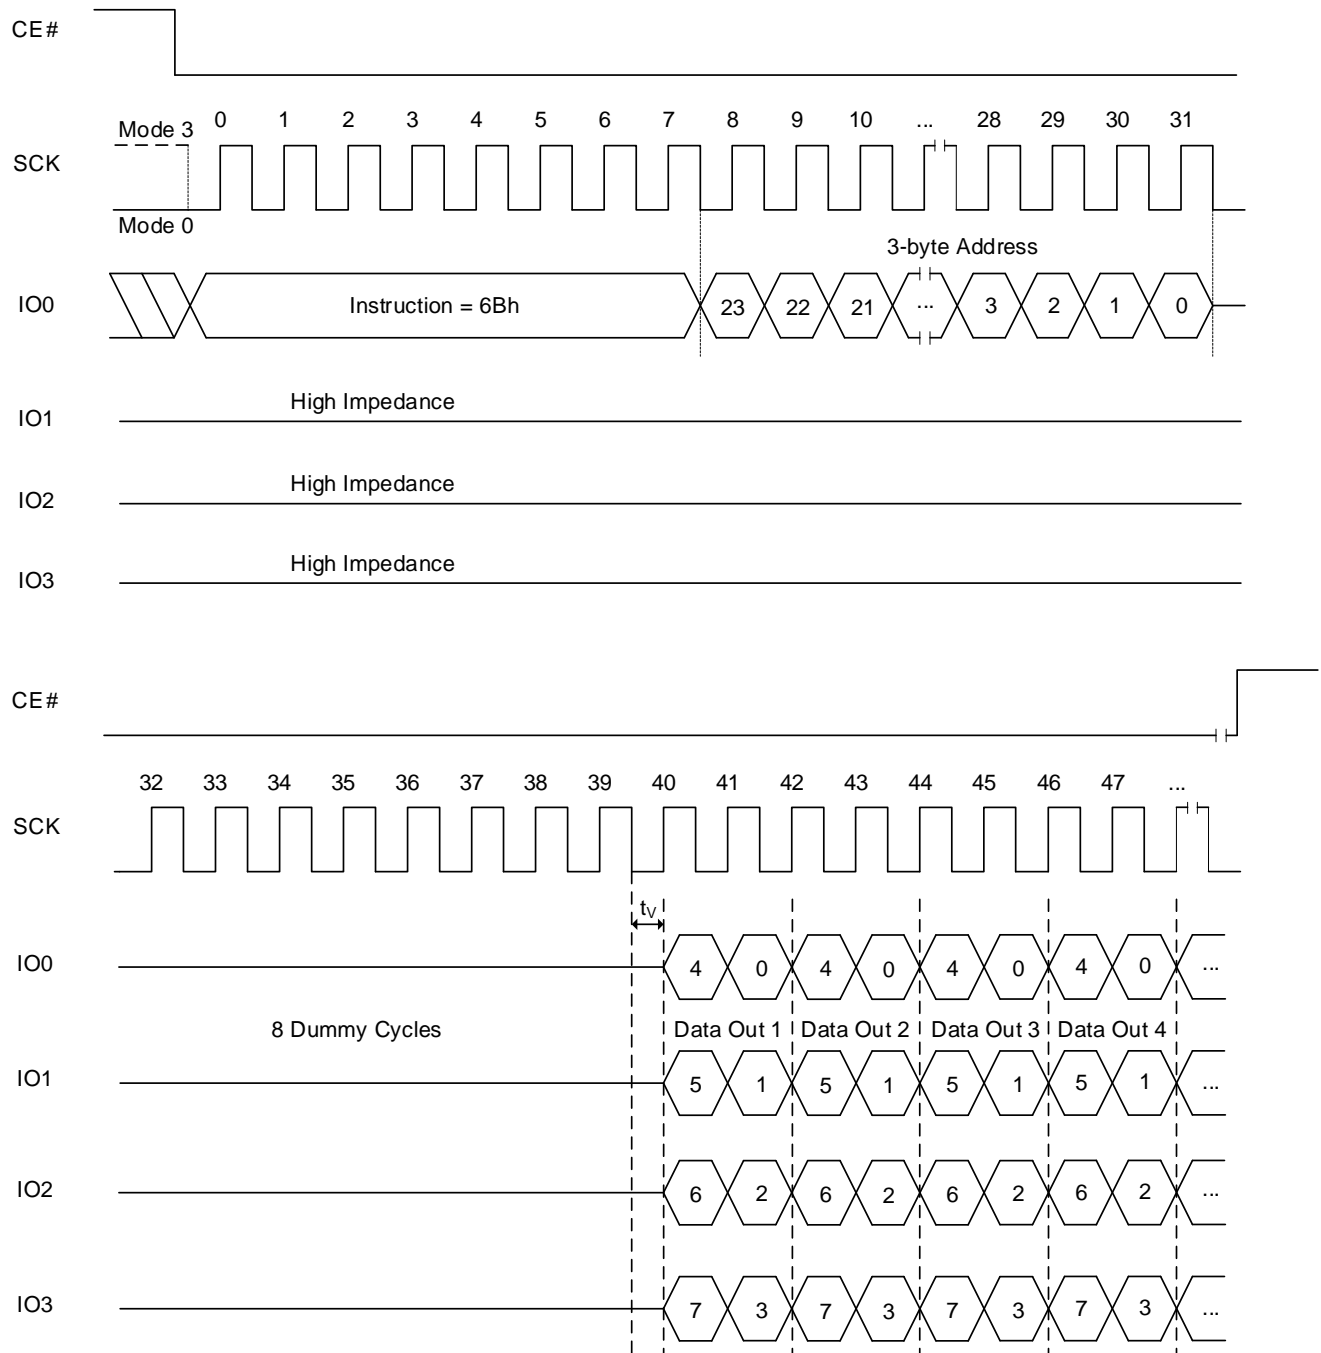 CE#
Mode 3 0 1 2 3 4 5 6 7 8 9 10 ... 28 29 30 31
SCK
Mode 0
3-byte Address
IO0 Instruction = 6Bh 23 22 21 ... 3 2 1 0
High Impedance
IO1
High Impedance
IO2
High Impedance
IO3
CE#
32 33 34 35 36 37 38 39 40 41 42 43 44 45 46 47 ...
SCK
tV
IO0 4 0 4 0 4 0 4 0 ...
8 Dummy Cycles Data Out 1 Data Out 2 Data Out 3 Data Out 4
IO1 5 1 5 1 5 1 5 1 ...
IO2 6 2 6 2 6 2 6 2 ...
IO3 7 3 7 3 7 3 7 3 ...